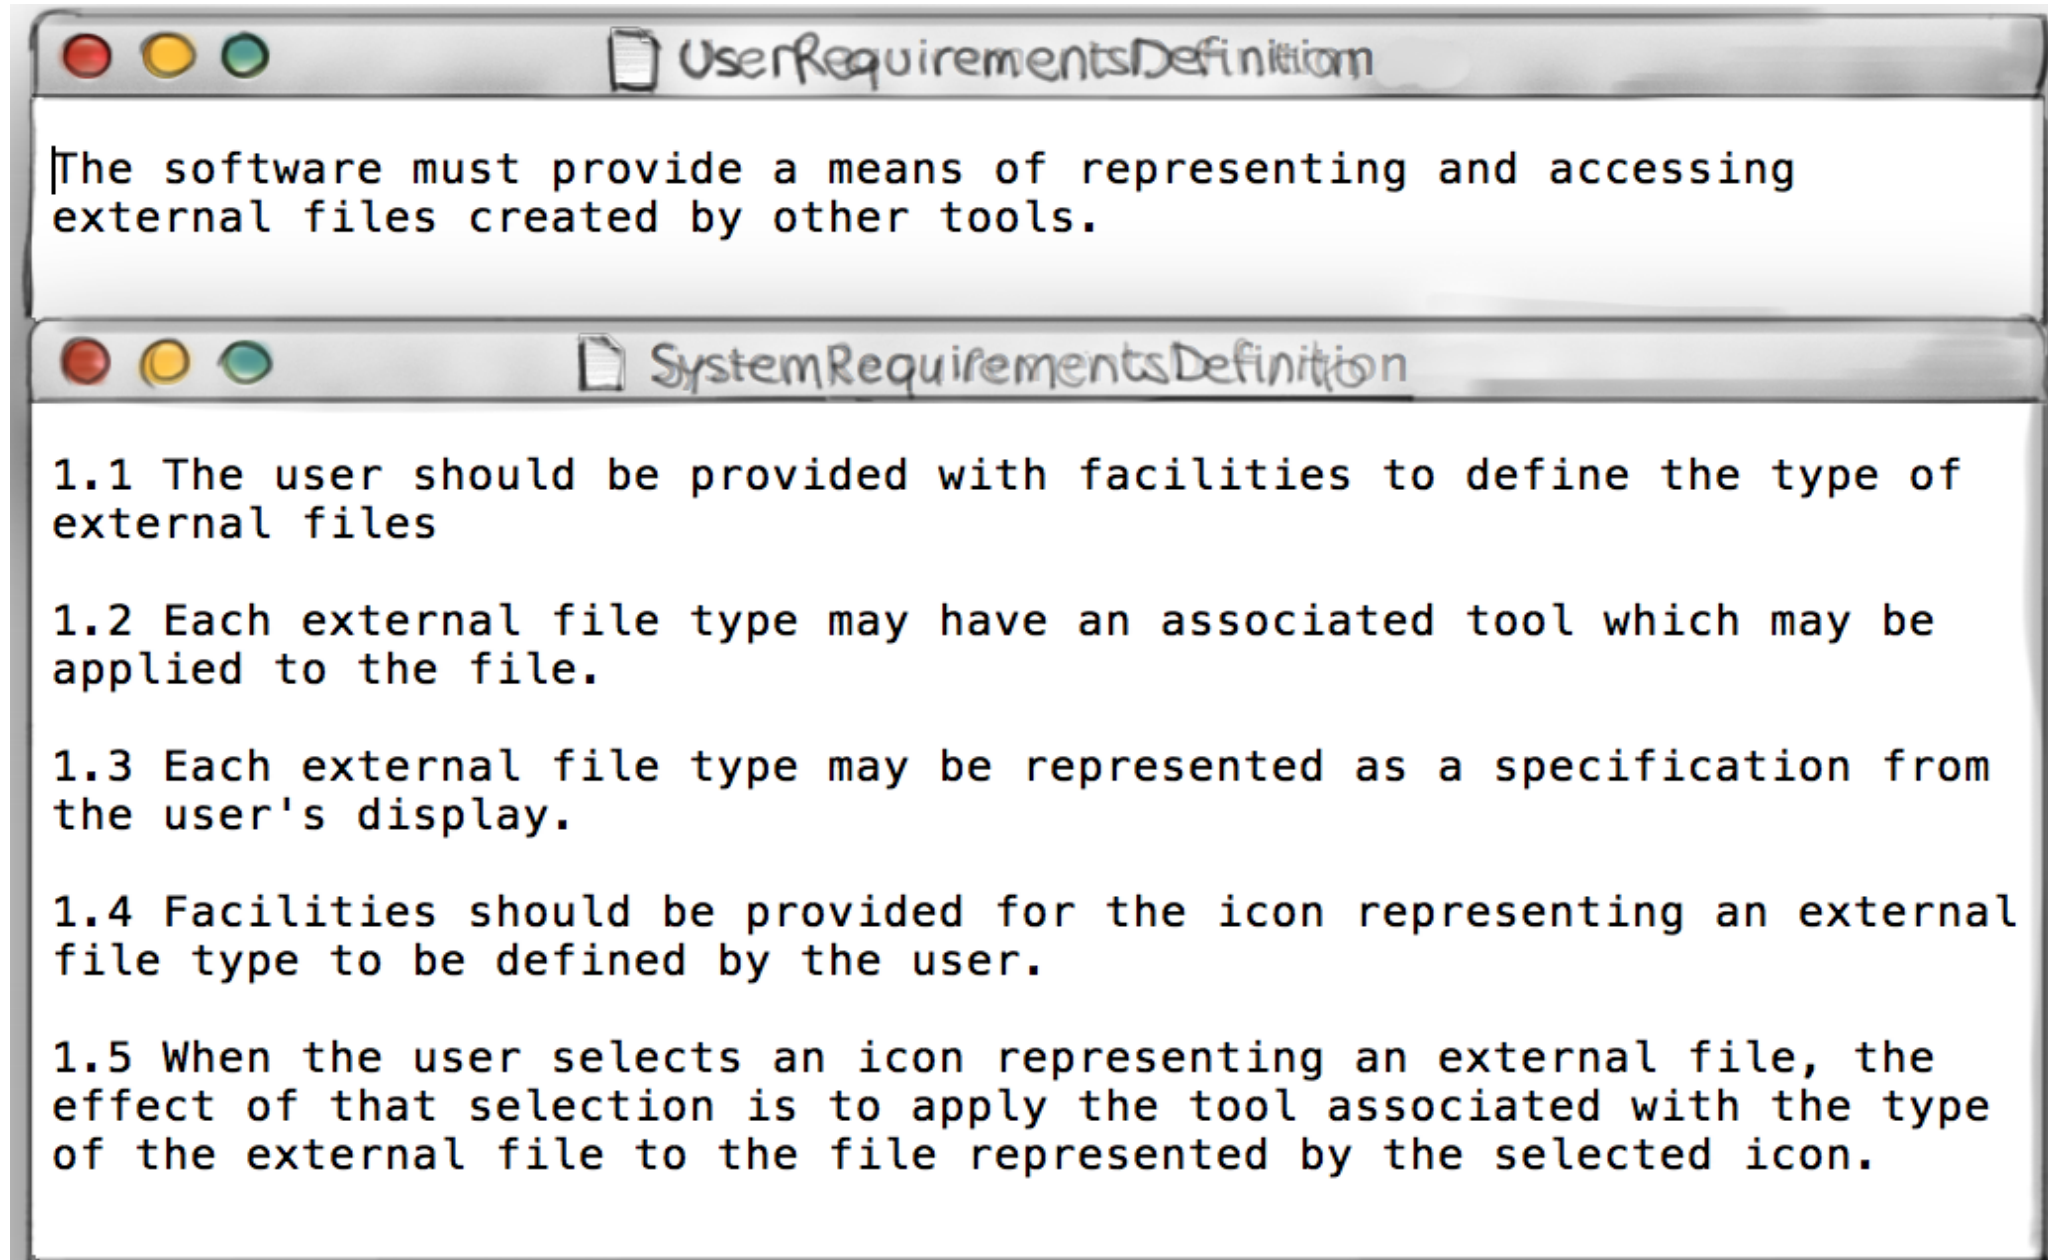 UserRequirementsDefinition
The software must provide a means of representing and accessing
external files created by other tools.
SystemRequirementsDefinition
1.1 The user should be provided with facilities to define the type of
external files
1.2 Each external file type may have an associated tool which may be
applied to the file.
1.3 Each external file type may be represented as a specification from
the user's display.
1.4 Facilities should be provided for the icon representing an external
file type to be defined by the user.
1.5 When the user selects an icon representing an external file, the
effect of that selection is to apply the tool associated with the type
of the external file to the file represented by the selected icon.